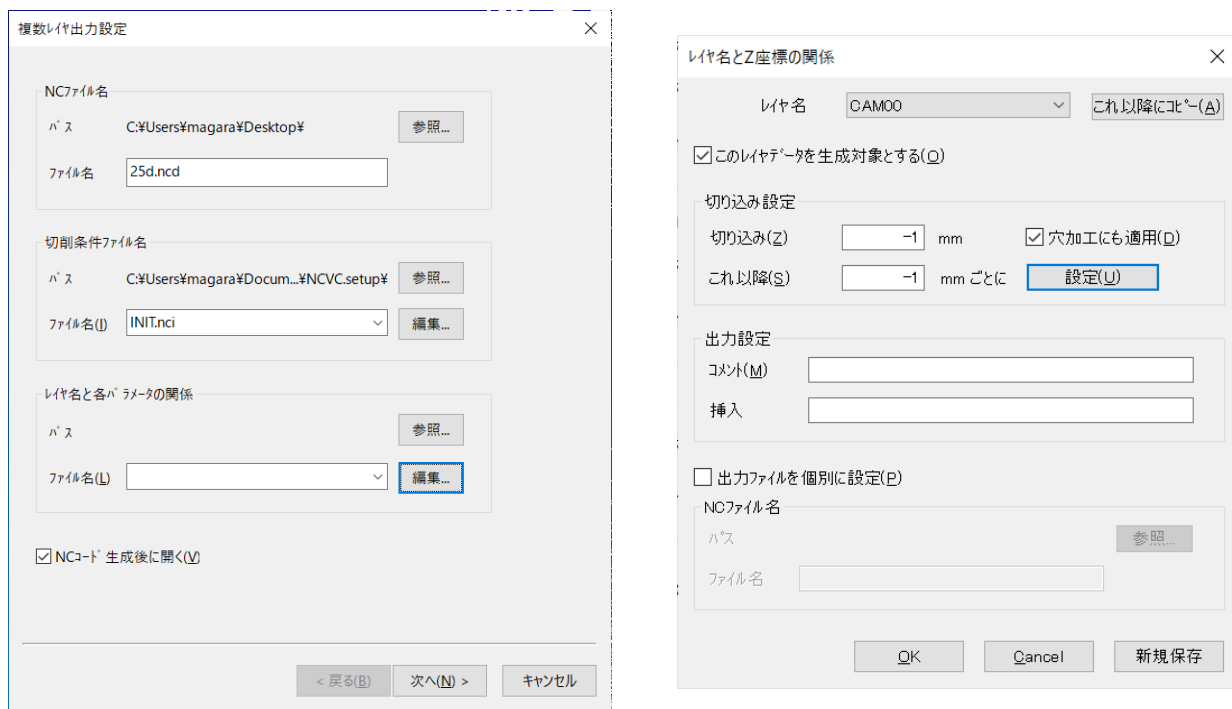 複数レイヤ出力設定
NCファイル名
パス C:¥Users¥magara¥Desktop¥ 参照...
ファイル名 25d.ncd
切削条件ファイル名
パス C:¥Users¥magara¥Docum...¥NCVC.setup¥ 参照...
ファイル名(I) INIT.nci 編集...
レイヤ名と各パラメータの関係
パス 参照...
ファイル名(L) 編集...
NCコード生成後に開く(V)
< 戻る(B) 次へ(N) > キャンセル
レイヤ名とZ座標の関係
レイヤ名 CAM00 これ以降にコピー(A)
このレイヤデータを生成対象とする(O)
切り込み設定
切り込み(Z) -1 mm 穴加工にも適用(D)
これ以降(S) -1 mm ごとに 設定(U)
出力設定
コメント(M)
挿入
出力ファイルを個別に設定(P)
NCファイル名
パス 参照...
ファイル名
OK Cancel 新規保存